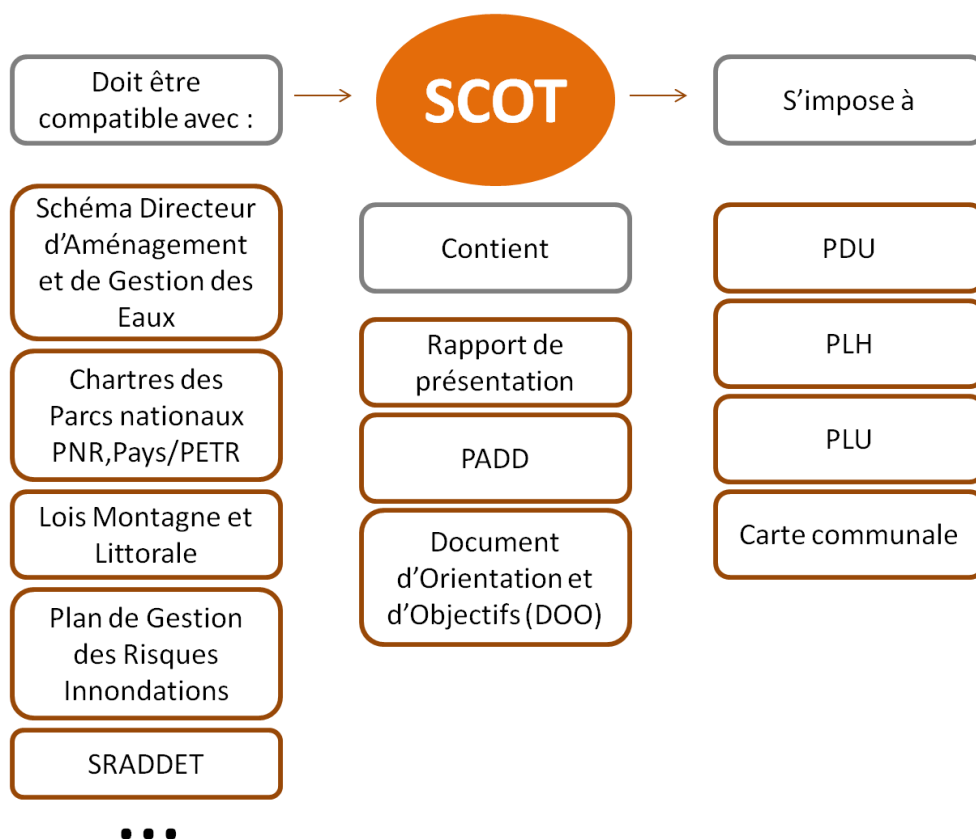 Doit être
compatible avec :
SCOT
S’impose à
Schéma Directeur
d’Aménagement
et de Gestion des
Eaux
Chartres des
Parcs nationaux
PNR,Pays/PETR
Lois Montagne et
Littorale
Plan de Gestion
des Risques
Innondations
SRADDET
...
Contient
Rapport de
présentation
PADD
Document
d’Orientation et
d’Objectifs (DOO)
PDU
PLH
PLU
Carte communale